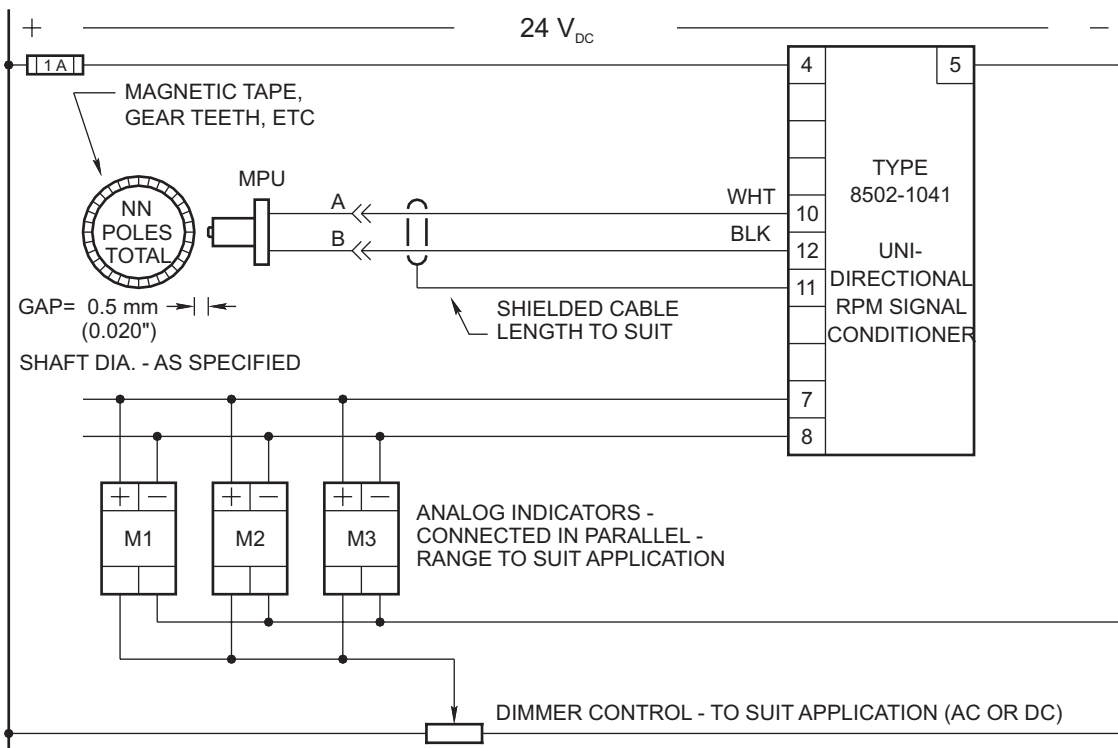 + 24 VDC −
1 A
4 5
MAGNETIC TAPE,
GEAR TEETH, ETC
MPU
NN
POLES
TOTAL
A
B
WHT
BLK
10
12
11
TYPE
8502-1041
UNI-
DIRECTIONAL
RPM SIGNAL
CONDITIONER
GAP= 0.5 mm
(0.020")
SHIELDED CABLE
LENGTH TO SUIT
SHAFT DIA. - AS SPECIFIED
7
8
+ − + − + −
M1 M2 M3
ANALOG INDICATORS -
CONNECTED IN PARALLEL -
RANGE TO SUIT APPLICATION
DIMMER CONTROL - TO SUIT APPLICATION (AC OR DC)